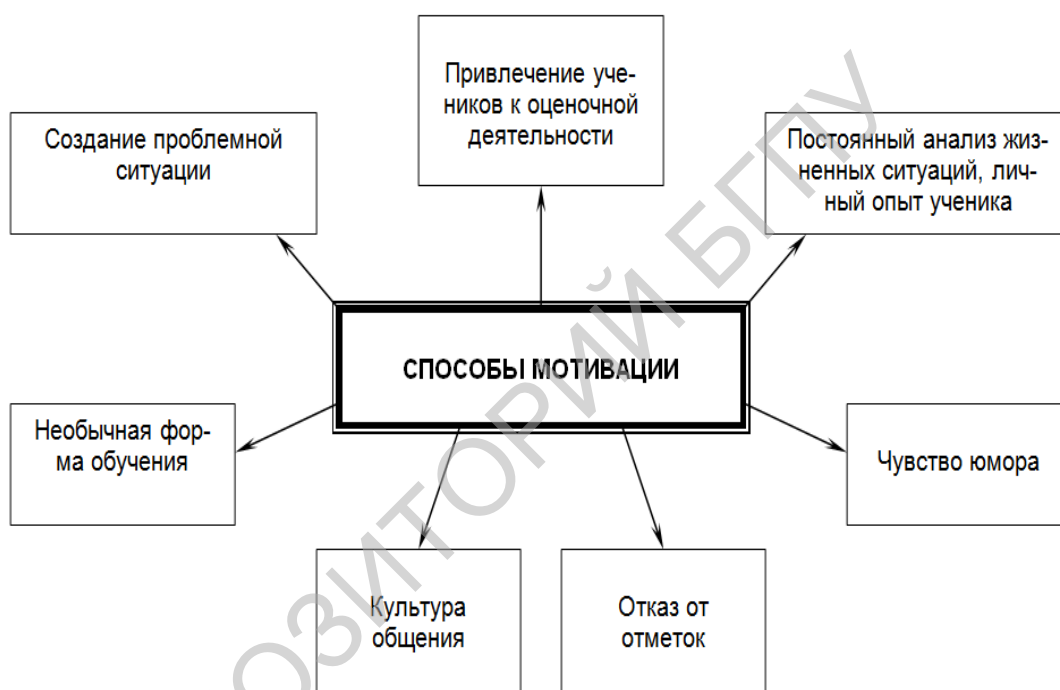 Привлечение уче-
ников к оценочной
деятельности
Создание проблемной
ситуации
Постоянный анализ жиз-
ненных ситуаций, лич-
ный опыт ученика
СПОСОБЫ МОТИВАЦИИ
Необычная фор-
ма обучения
Чувство юмора
Культура
общения
Отказ от
отметок
ОЗИТОРИЙ БГПУ